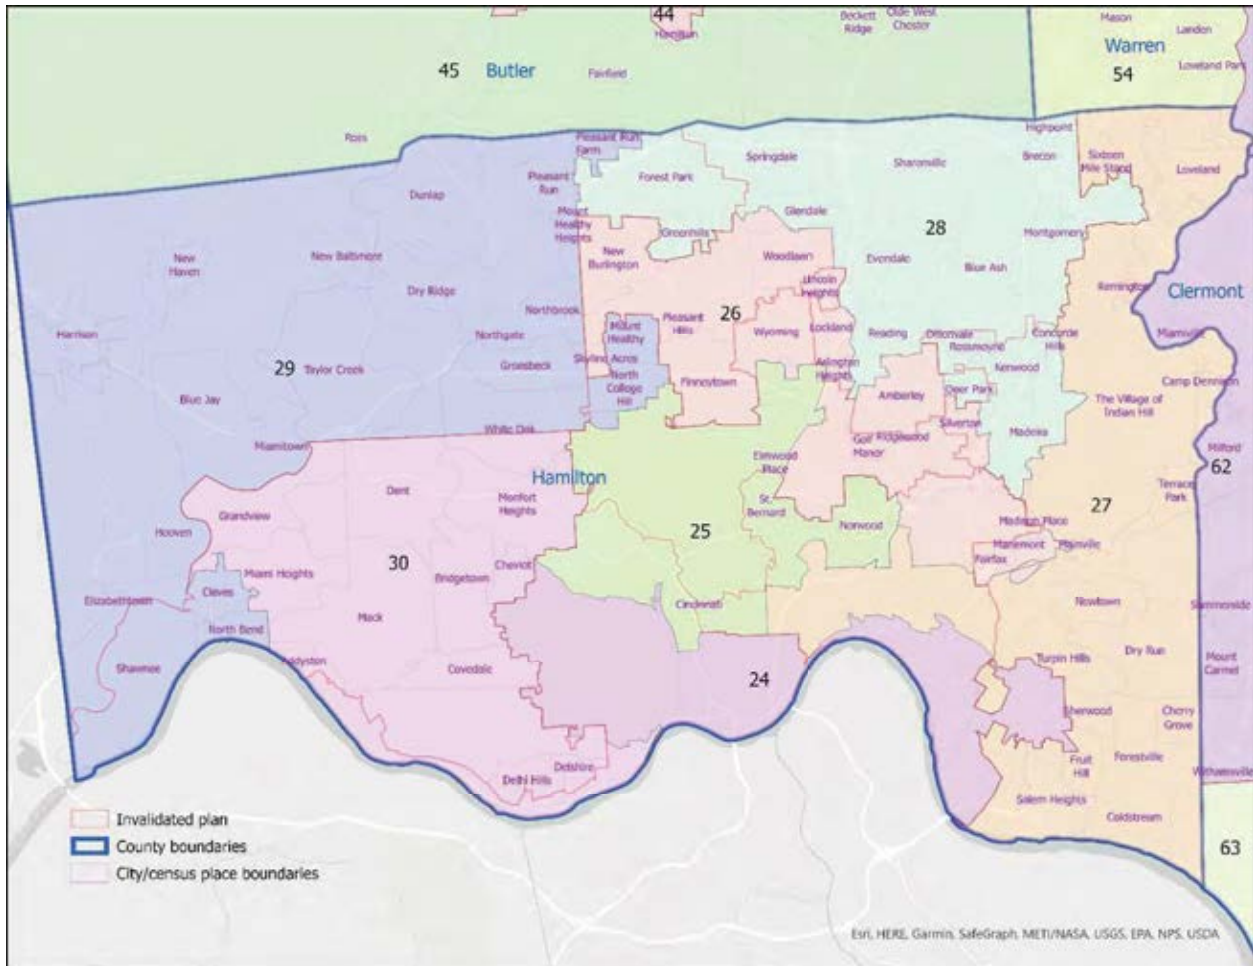 44
Hamilton
Beckett
Ridge
Olde West
Chester
Mason
Landon
Warren
Loveland Park
54
45
Butler
Fairfield
Ross
Pleasant Run
Farm
Highpoint
Springdale
Sharonville
Brecon
Sixteen
Mile Stand
Loveland
Pleasant
Run
Forest Park
Dunlap
Mount
Healthy
Heights
Glendale
28
Greenhills
Montgomery
New
Haven
New Baltimore
New
Burlington
Woodlawn
Evendale
Blue Ash
Dry Ridge
Lincoln
Heights
Remington
Clermont
Northbrook
26
Harrison
Northgate
Mount
Healthy
Pleasant
Hills
Wyoming
Lockland
Reading
Dillonvale
Rossmoyne
Concorde
Hills
Miamiville
29
Taylor Creek
Groesbeck
Skyline Acres
North
College
Hill
Finneytown
Arlington
Heights
Kenwood
Camp Dennison
Blue Jay
Amberley
Deer Park
The Village of
Indian Hill
White Oak
Silverton
Madeira
Miamitown
Golf
Manor
Ridgewood
Milford
Elmwood
Place
62
Hamilton
Dent
Monfort
Heights
St.
Bernard
Terrace
Park
Grandview
25
Norwood
27
Madison Place
Hooven
Mariemont
Plainville
Fairfax
30
Cheviot
Miami Heights
Bridgetown
Cleves
Elizabethtown
Cincinnati
Newtown
Summerside
Mack
North Bend
Turpin Hills
Dry Run
Mount
Carmel
Shawnee
Addyston
Covedale
24
Sherwood
Cherry
Grove
Fruit
Hill
Forestville
Withamsville
Delhi Hills
Delshire
Salem Heights
Coldstream
63
Invalidated plan
County boundaries
City/census place boundaries
Esri, HERE, Garmin, SafeGraph, METI/NASA, USGS, EPA, NPS, USDA